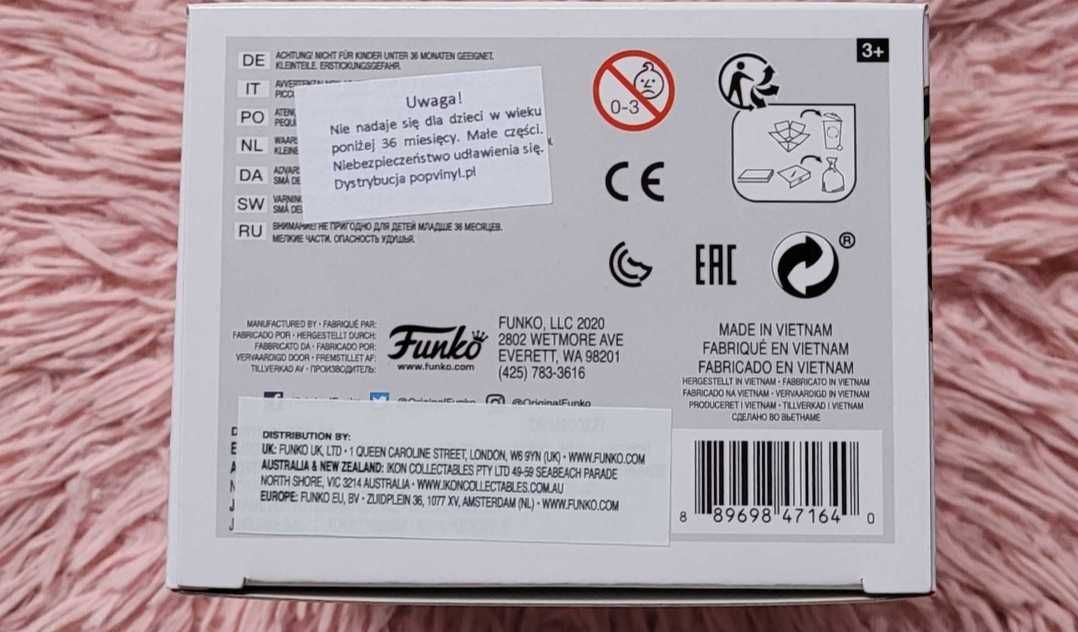 DE ACHTUNG! NICHT FÜR KINDER UNTER 36 MONATEN GEEIGNET.
KLEINTEILE. ERSTICKUNGSGEFAHR.
IT
PO
NL
DA
SW
RU ВНИМАНИЕ! НЕ ПРИГОДНО ДЛЯ ДЕТЕЙ МЛАДШЕ 36 МЕСЯЦЕВ.
МЕЛКИЕ ЧАСТИ. ОПАСНОСТЬ УДУШЬЯ.
Uwaga!
Nie nadaje się dla dzieci w wieku
poniżej 36 miesięcy. Małe części.
Niebezpieczeństwo udławienia się.
Dystrybucja popvinyl.pl
0-3
3+
CE
EAC
®
MANUFACTURED BY • FABRIQUÉ PAR:
FABRICADO POR • HERGESTELLT DURCH:
FABBRICATO DA • FABRICADO POR:
VERVAARDIGD DOOR • FREMSTILLET AF:
TILLVERKAD AV • ПРОИЗВОДИТЕЛЬ:
Funko
www.funko.com
FUNKO, LLC 2020
2802 WETMORE AVE
EVERETT, WA 98201
(425) 783-3616
@OriginalFunko
MADE IN VIETNAM
FABRIQUÉ EN VIETNAM
FABRICADO EN VIETNAM
HERGESTELLT IN VIETNAM • FABBRICATO IN VIETNAM
FABRICADO NA VIETNAM • VERVAARDIGD IN VIETNAM
PRODUCERET I VIETNAM • TILLVERKAD I VIETNAM
СДЕЛАНО ВО ВЬЕТНАМЕ
DISTRIBUTION BY:
UK: FUNKO UK, LTD • 1 QUEEN CAROLINE STREET, LONDON, W6 9YN (UK) • WWW.FUNKO.COM
AUSTRALIA & NEW ZEALAND: IKON COLLECTABLES PTY LTD 49-59 SEABEACH PARADE
NORTH SHORE, VIC 3214 AUSTRALIA • WWW.IKONCOLLECTABLES.COM.AU
EUROPE: FUNKO EU, BV • ZUIDPLEIN 36, 1077 XV, AMSTERDAM (NL) • WWW.FUNKO.COM
8 89698 47164 0